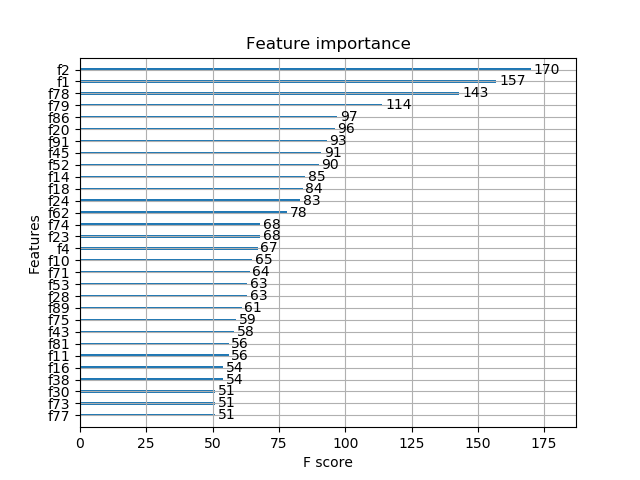 Feature importance
f2 170
f1 157
f78 143
f79 114
f86 97
f20 96
f91 93
f45 91
f52 90
f14 85
f18 84
f24 83
f62 78
f74 68
f23 68
f4 67
f10 65
f71 64
f53 63
f28 63
f89 61
f75 59
f43 58
f81 56
f11 56
f16 54
f38 54
f30 51
f73 51
f77 51
Features
0 25 50 75 100 125 150 175
F score